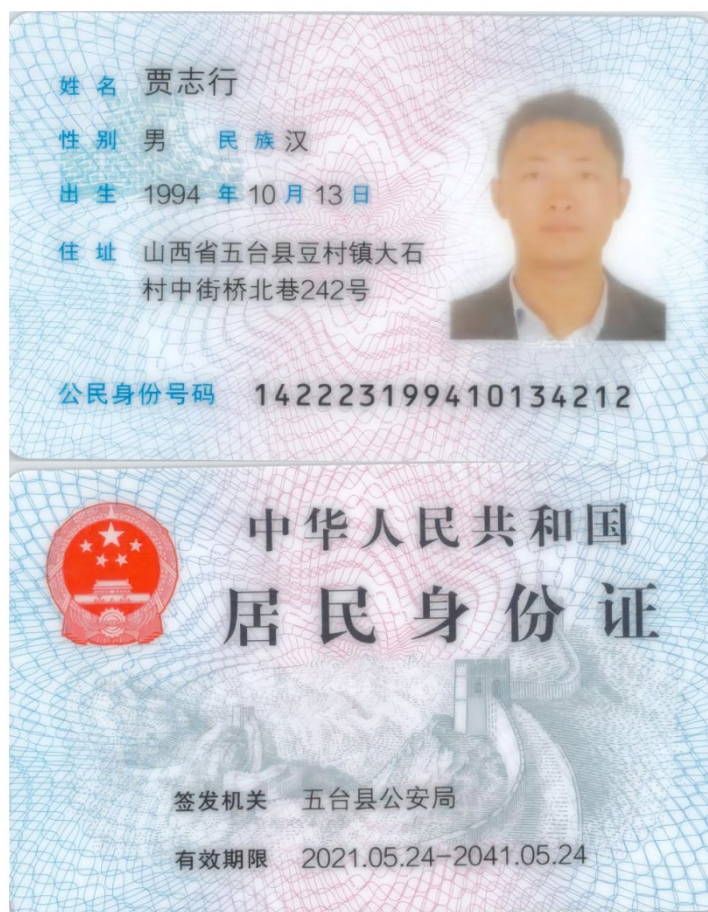 姓名 贾志行
性别 男 民族 汉
出生 1994 年 10 月 13 日
住址 山西省五台县豆村镇大石
村中街桥北巷242号
公民身份号码 142223199410134212
中华人民共和国
居民身份证
签发机关 五台县公安局
有效期限 2021.05.24-2041.05.24